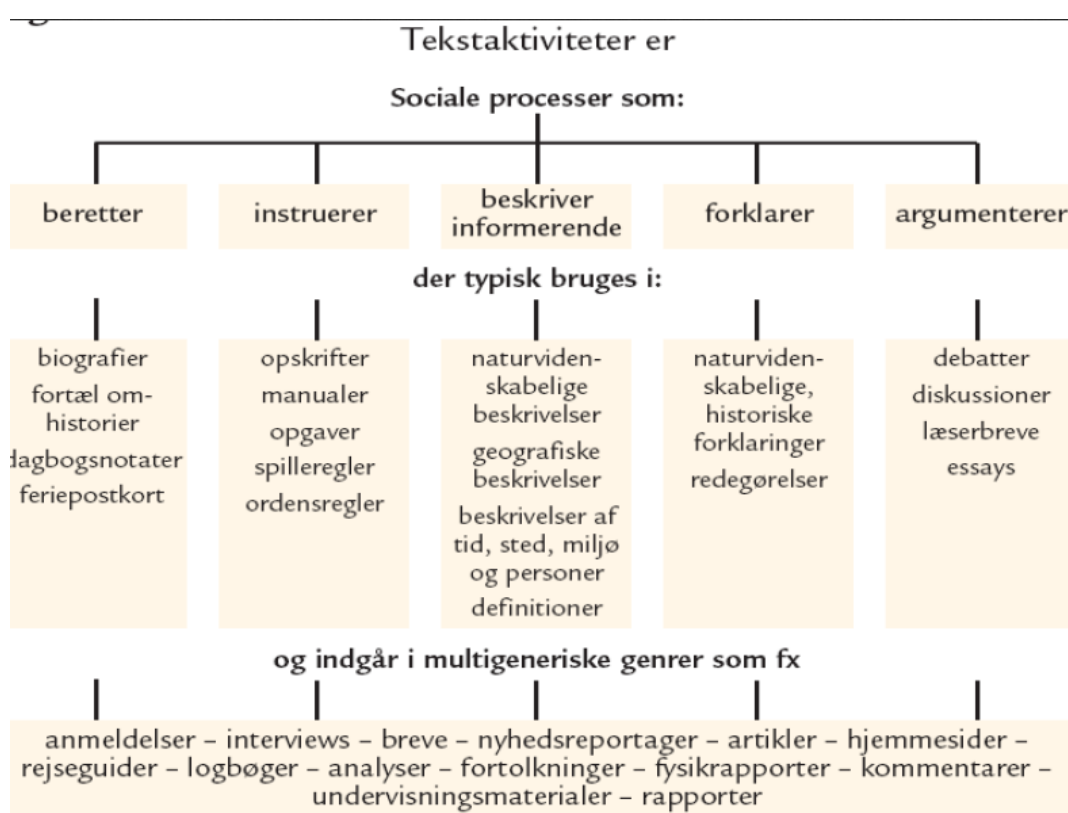 Tekstaktiviteter er
Sociale processer som:
beretter
instruerer
beskriver
informerende
forklarer
argumenterer
der typisk bruges i:
biografier
fortæl om-
historier
dagbogsnotater
feriepostkort
opskrifter
manualer
opgaver
spilleregler
ordensregler
naturviden-
skabelige
beskrivelser
geografiske
beskrivelser
beskrivelser af
tid, sted, miljø
og personer
definitioner
naturviden-
skabelige,
historiske
forklaringer
redegørelser
debatter
diskussioner
læserbreve
essays
og indgår i multigeneriske genrer som fx
anmeldelser – interviews – breve – nyhedsreportager – artikler – hjemmesider –
rejseguider – logbøger – analyser – fortolkninger – fysikrapporter – kommentarer –
undervisningsmaterialer – rapporter